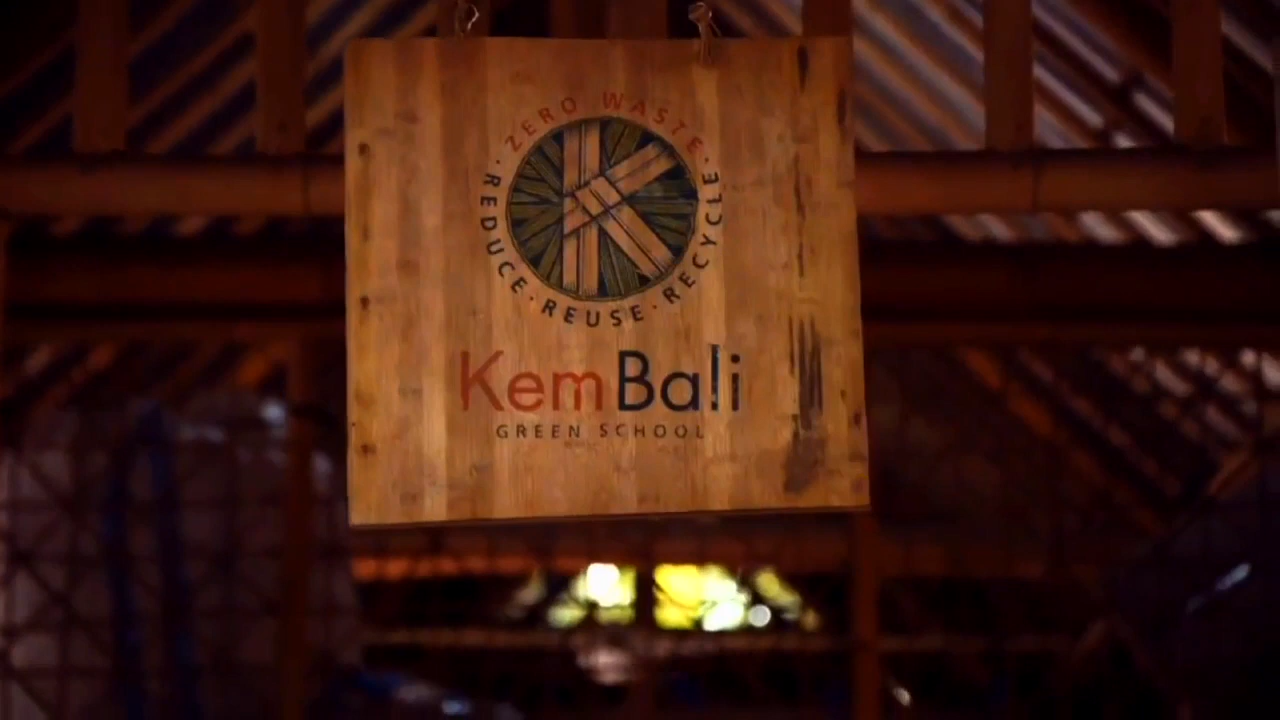 ZERO WASTE
· REDUCE · REUSE · RECYCLE ·
KemBali
GREEN SCHOOL